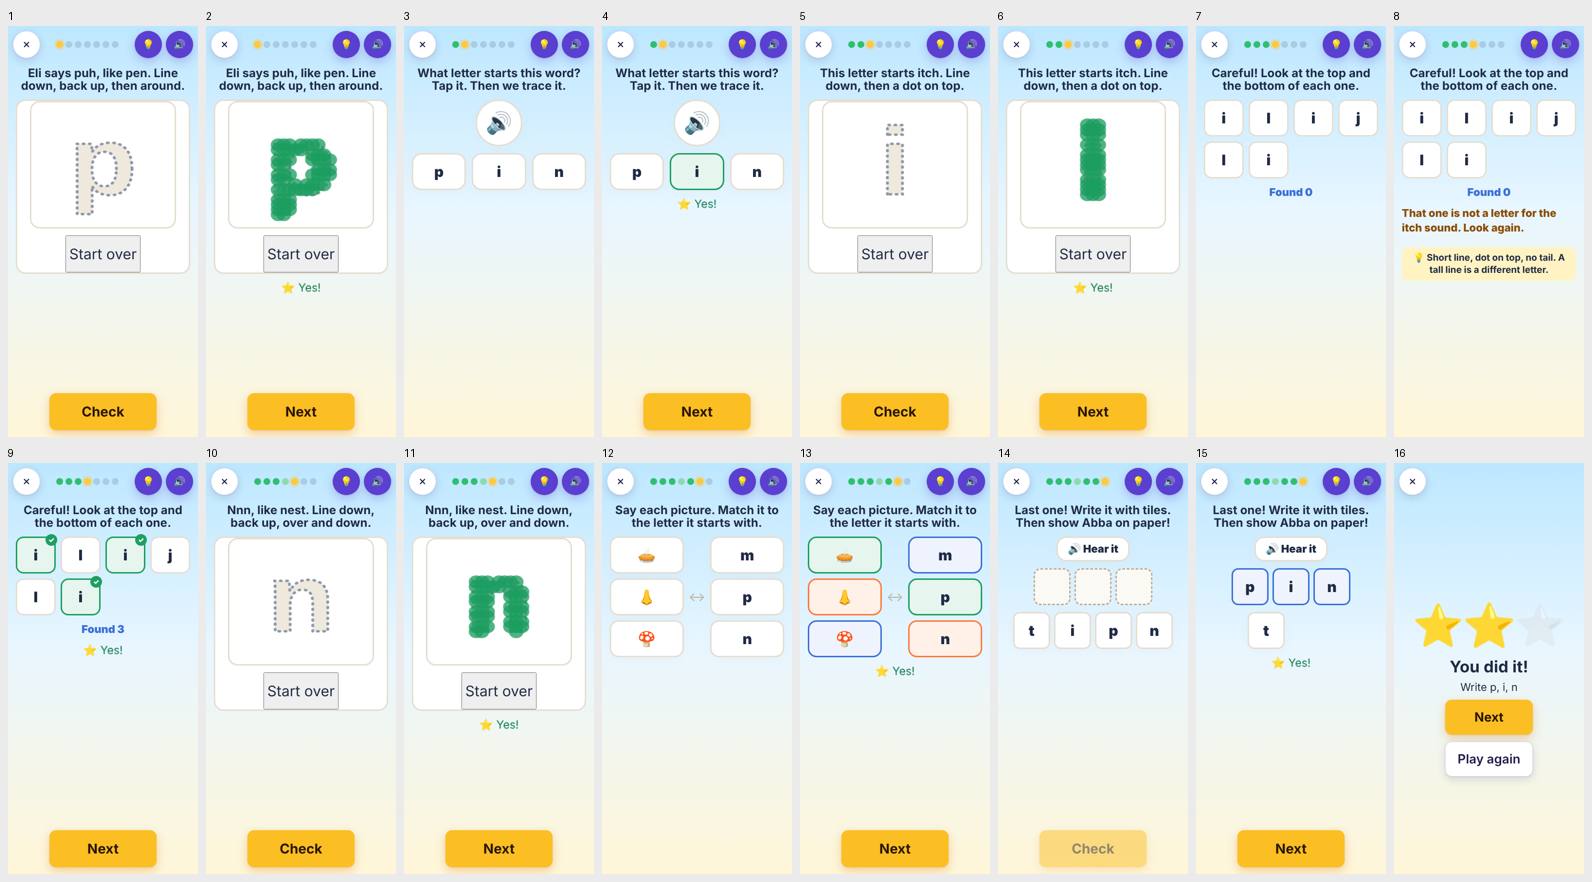 1
Eli says puh, like pen. Line
down, back up, then around.
p
Start over
Check
2
Eli says puh, like pen. Line
down, back up, then around.
p
Start over
Yes!
Next
3
What letter starts this word?
Tap it. Then we trace it.
p i n
4
What letter starts this word?
Tap it. Then we trace it.
p i n
Yes!
Next
5
This letter starts itch. Line
down, then a dot on top.
i
Start over
Check
6
This letter starts itch. Line
down, then a dot on top.
Start over
Yes!
Next
7
Careful! Look at the top and
the bottom of each one.
i l i j
l i
Found 0
8
Careful! Look at the top and
the bottom of each one.
i l i j
l i
Found 0
That one is not a letter for the
itch sound. Look again.
Short line, dot on top, no tail. A
tall line is a different letter.
9
Careful! Look at the top and
the bottom of each one.
i l i j
l i
Found 3
Yes!
Next
10
Nnn, like nest. Line down,
back up, over and down.
n
Start over
Check
11
Nnn, like nest. Line down,
back up, over and down.
n
Start over
Yes!
Next
12
Say each picture. Match it to
the letter it starts with.
m
p
n
13
Say each picture. Match it to
the letter it starts with.
m
p
n
Yes!
Next
14
Last one! Write it with tiles.
Then show Abba on paper!
Hear it
t i p n
Check
15
Last one! Write it with tiles.
Then show Abba on paper!
Hear it
p i n
t
Yes!
Next
16
You did it!
Write p, i, n
Next
Play again